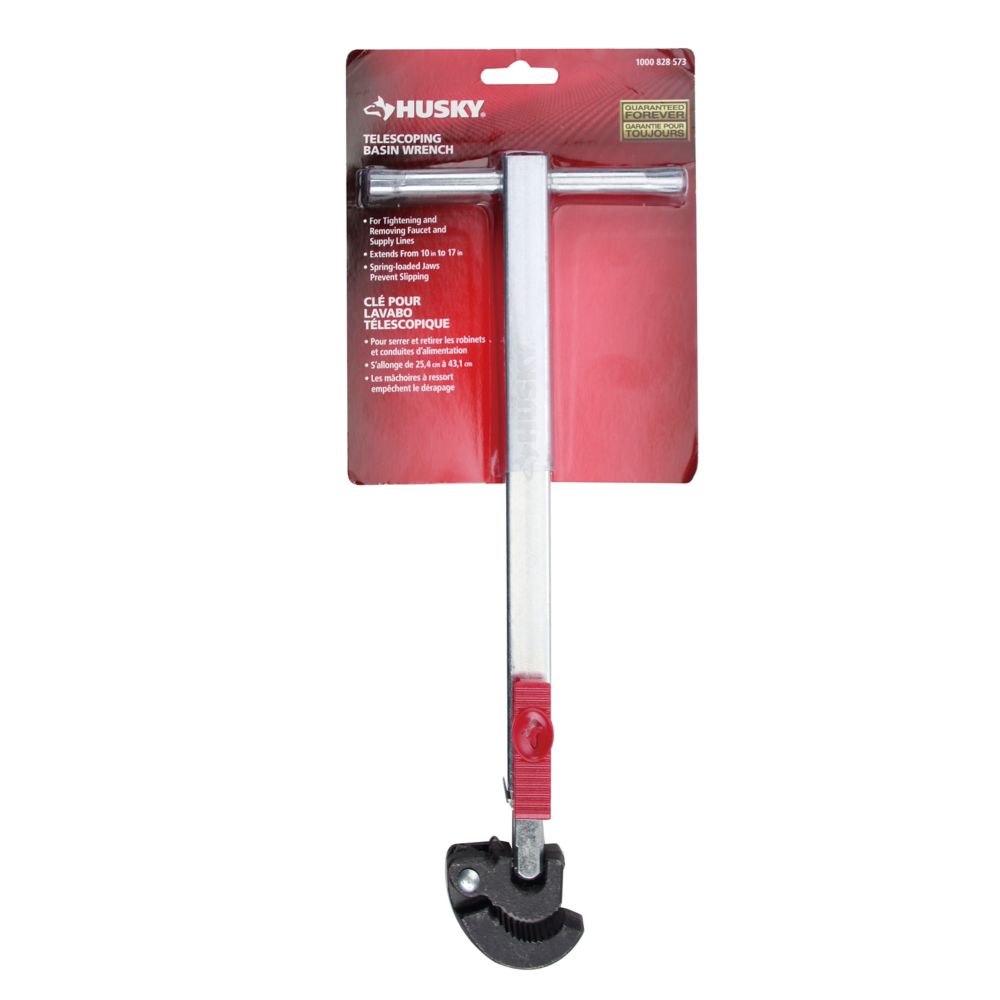 1000 828 573
HUSKY®
GUARANTEED
FOREVER
GARANTIE POUR
TOUJOURS
TELESCOPING
BASIN WRENCH
• For Tightening and
Removing Faucet and
Supply Lines
• Extends From 10 in to 17 in
• Spring-loaded Jaws
Prevent Slipping
CLÉ POUR
LAVABO
TÉLESCOPIQUE
• Pour serrer et retirer les robinets
et conduites d'alimentation
• S'allonge de 25,4 cm à 43,1 cm
• Les mâchoires à ressort
empêchent le dérapage
HUSKY